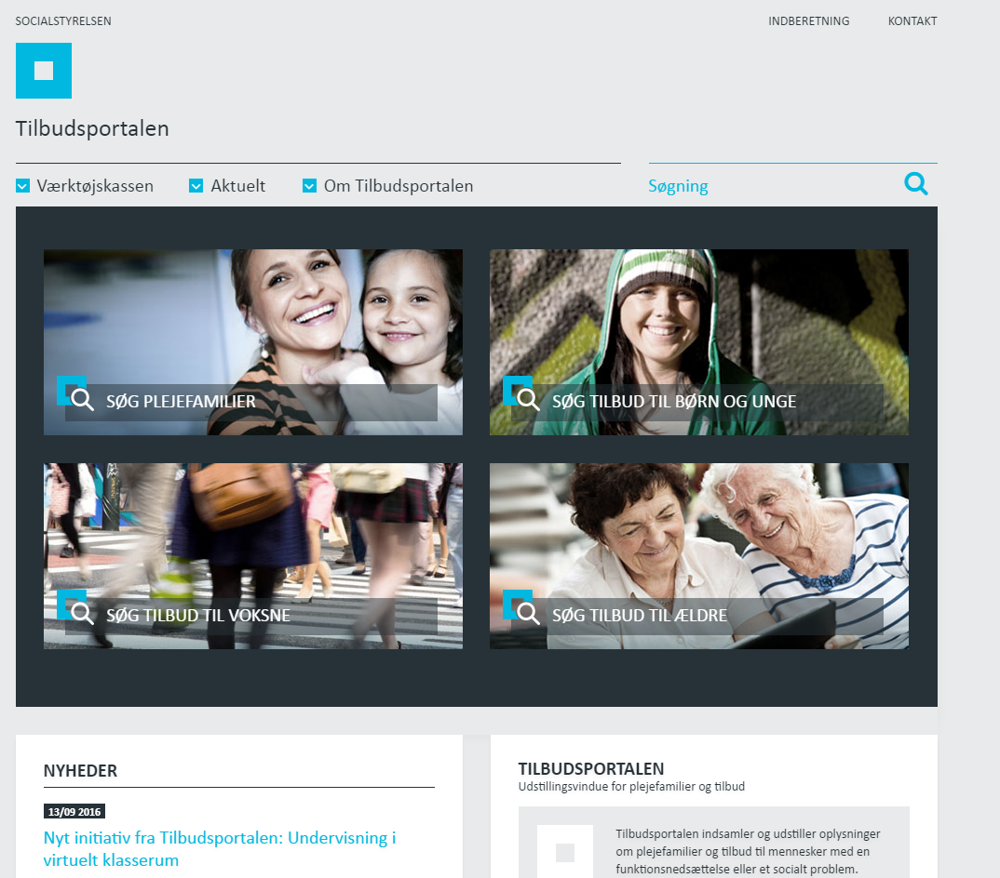 SOCIALSTYRELSEN
INDBERETNING
KONTAKT
Tilbudsportalen
Værktøjskassen
Aktuelt
Om Tilbudsportalen
Søgning
SØG PLEJEFAMILIER
SØG TILBUD TIL BØRN OG UNGE
SØG TILBUD TIL VOKSNE
SØG TILBUD TIL ÆLDRE
NYHEDER
13/09 2016
Nyt initiativ fra Tilbudsportalen: Undervisning i
virtuelt klasserum
TILBUDSPORTALEN
Udstillingsvindue for plejefamilier og tilbud
Tilbudsportalen indsamler og udstiller oplysninger
om plejefamilier og tilbud til mennesker med en
funktionsnedsættelse eller et socialt problem.